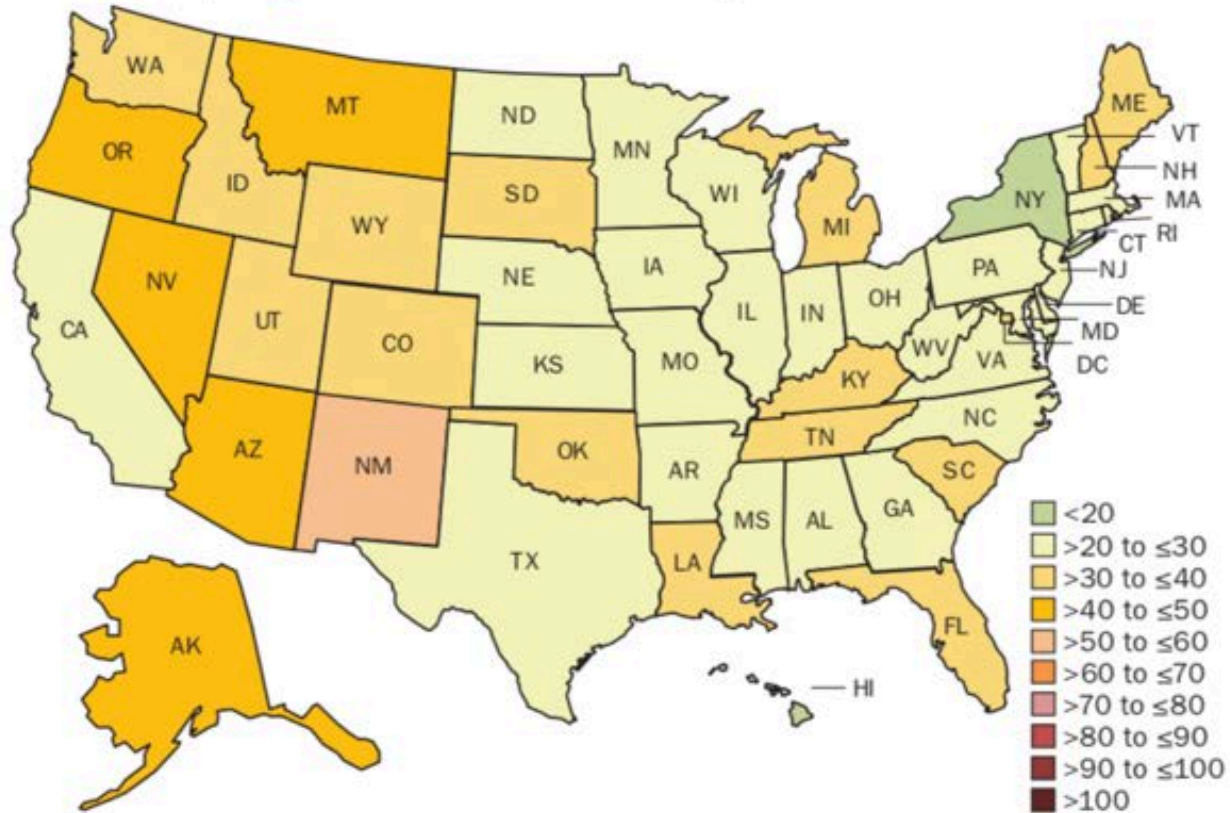 WA
MT
ND
ME
OR
MN
VT
ID
SD
WI
NH
WY
NY
MA
MI
RI
CT
IA
NE
PA
NJ
NV
OH
DE
UT
IL
IN
CA
CO
MD
WV
VA
DC
KS
MO
KY
NC
TN
AZ
OK
NM
AR
SC
MS
AL
GA
TX
LA
FL
AK
HI
<20
>20 to ≤30
>30 to ≤40
>40 to ≤50
>50 to ≤60
>60 to ≤70
>70 to ≤80
>80 to ≤90
>90 to ≤100
>100